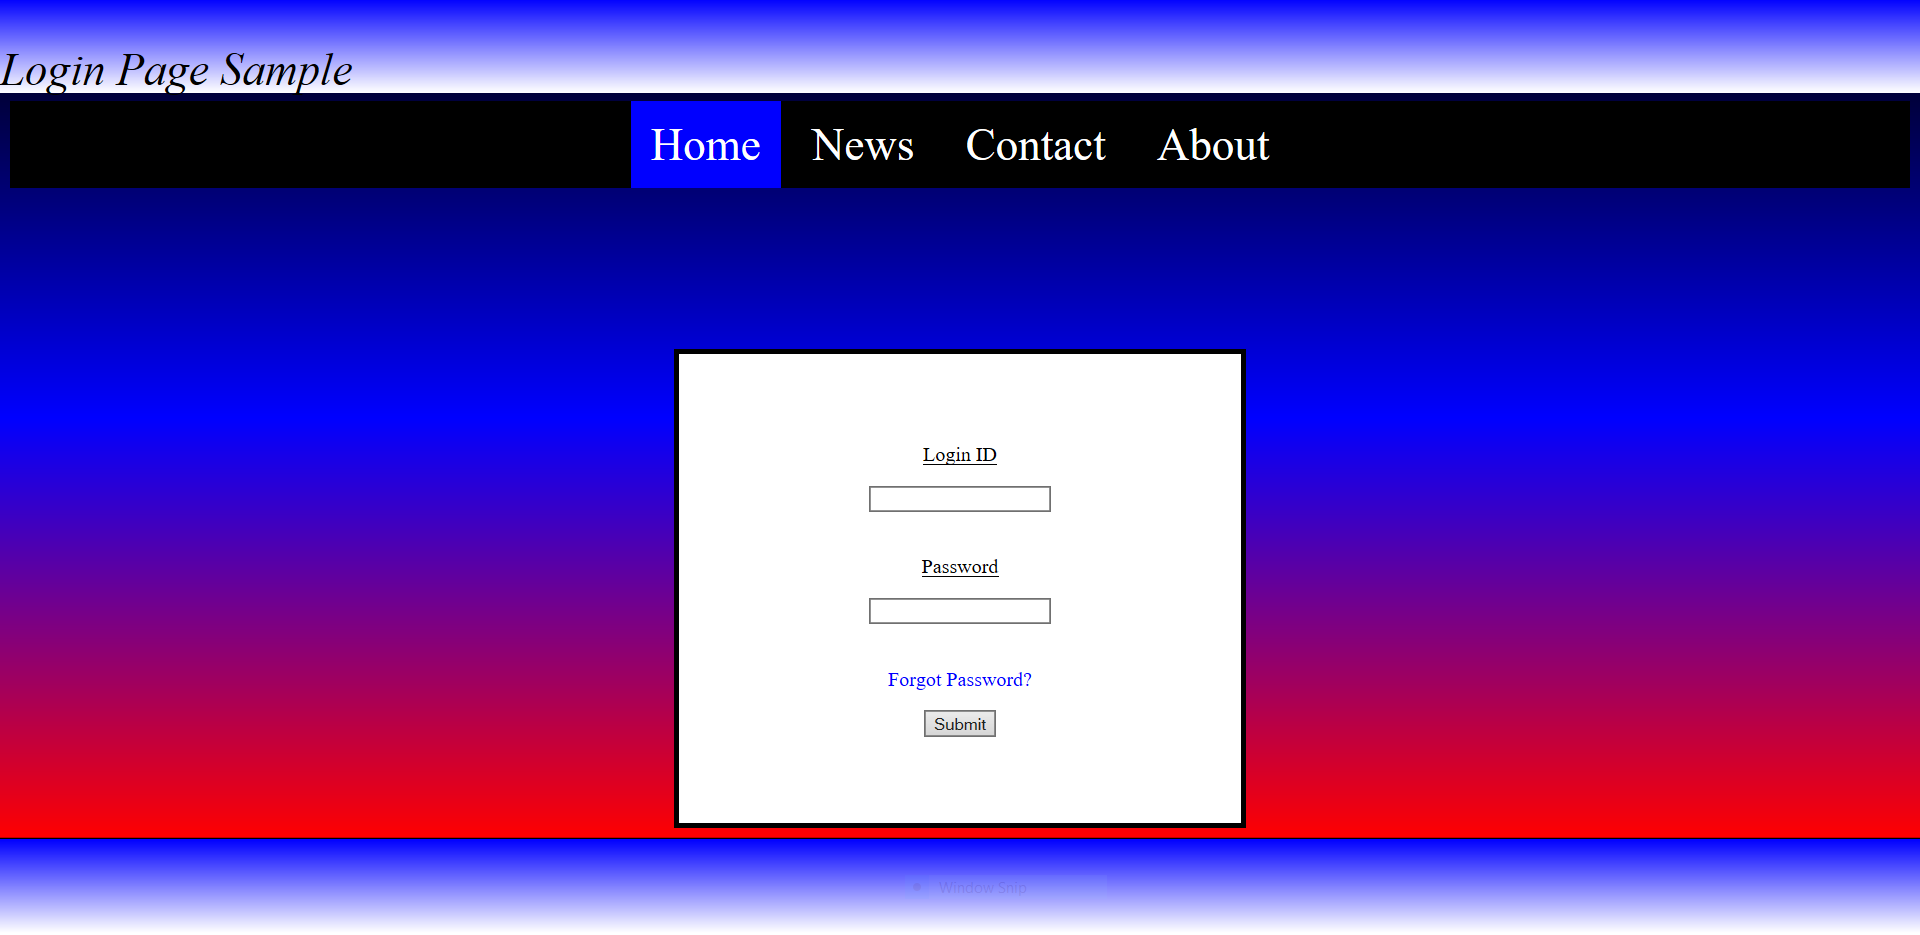 Login Page Sample
Home News Contact About
Login ID
Password
Forgot Password?
Submit
Window Snip